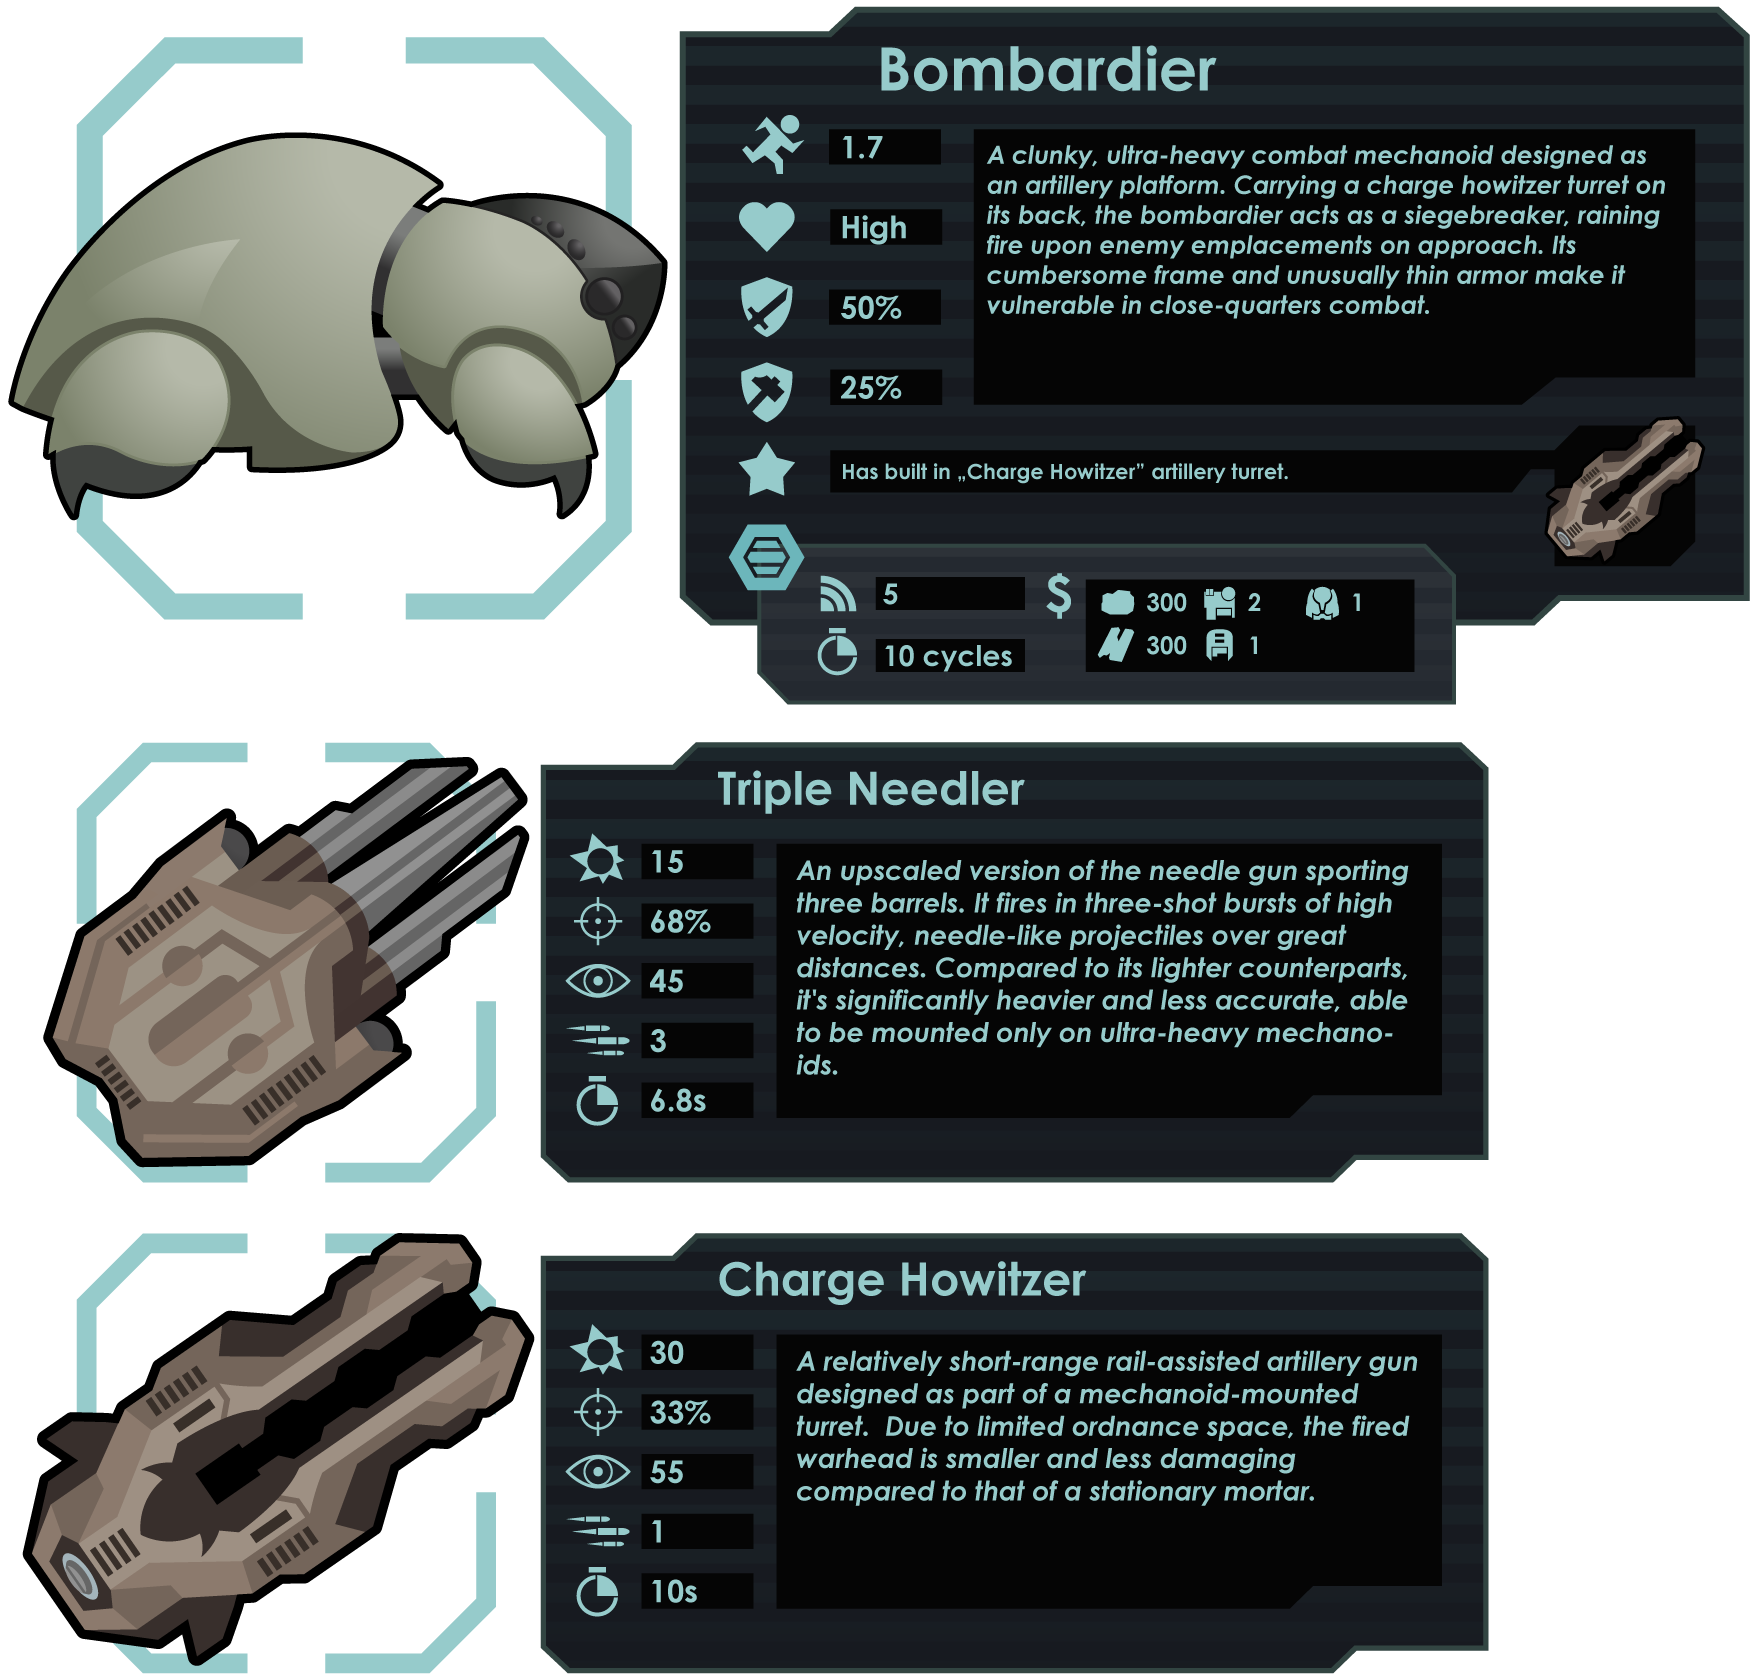 Bombardier
1.7
A clunky, ultra-heavy combat mechanoid designed as
an artillery platform. Carrying a charge howitzer turret on
its back, the bombardier acts as a siegebreaker, raining
fire upon enemy emplacements on approach. Its
cumbersome frame and unusually thin armor make it
vulnerable in close-quarters combat.
High
50%
25%
Has built in „Charge Howitzer” artillery turret.
5
$
300 2 1
10 cycles
300 1
Triple Needler
15
68%
45
3
6.8s
An upscaled version of the needle gun sporting
three barrels. It fires in three-shot bursts of high
velocity, needle-like projectiles over great
distances. Compared to its lighter counterparts,
it's significantly heavier and less accurate, able
to be mounted only on ultra-heavy mechano-
ids.
Charge Howitzer
30
33%
55
1
10s
A relatively short-range rail-assisted artillery gun
designed as part of a mechanoid-mounted
turret.  Due to limited ordnance space, the fired
warhead is smaller and less damaging
compared to that of a stationary mortar.